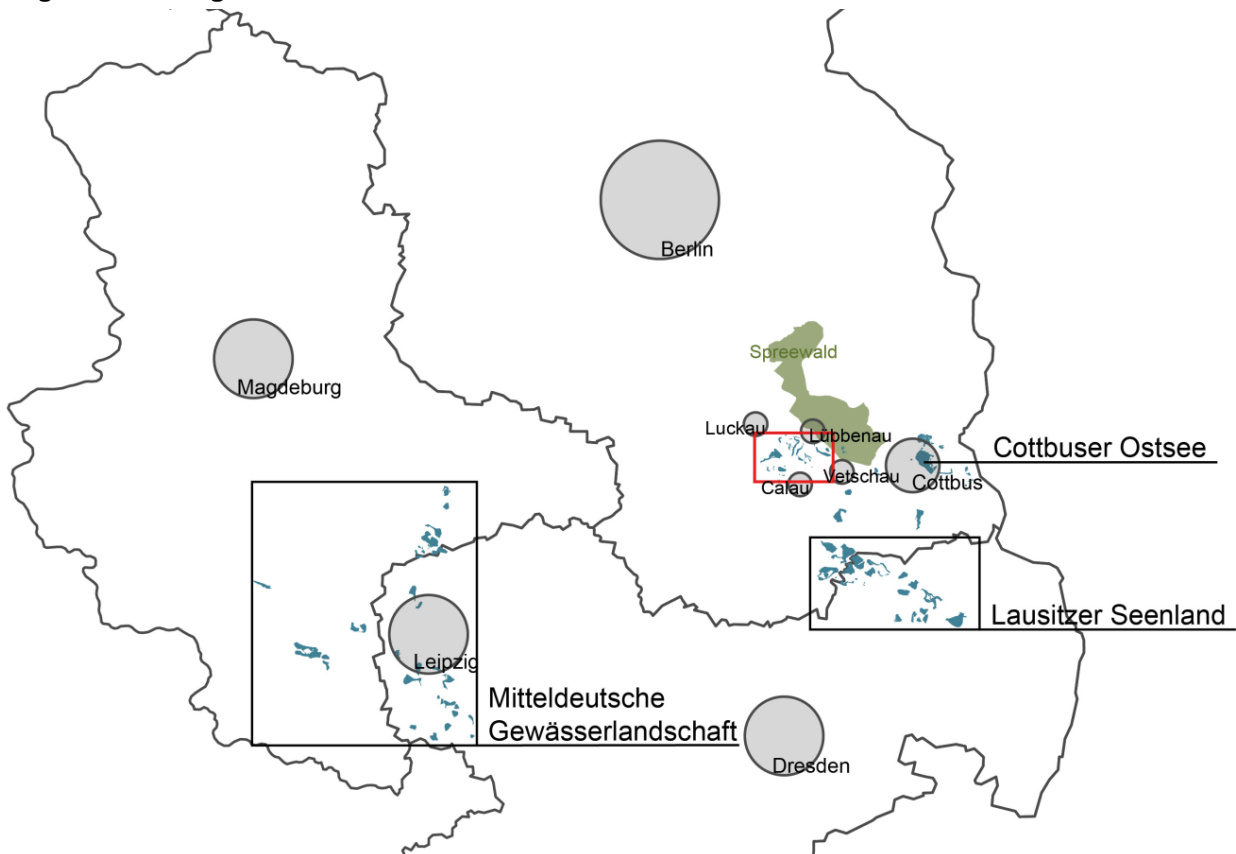 Berlin
Magdeburg
Spreewald
Luckau
Lübbenau
Cottbuser Ostsee
Vetschau
Calau
Cottbus
Lausitzer Seenland
Leipzig
Mitteldeutsche
Gewässerlandschaft
Dresden